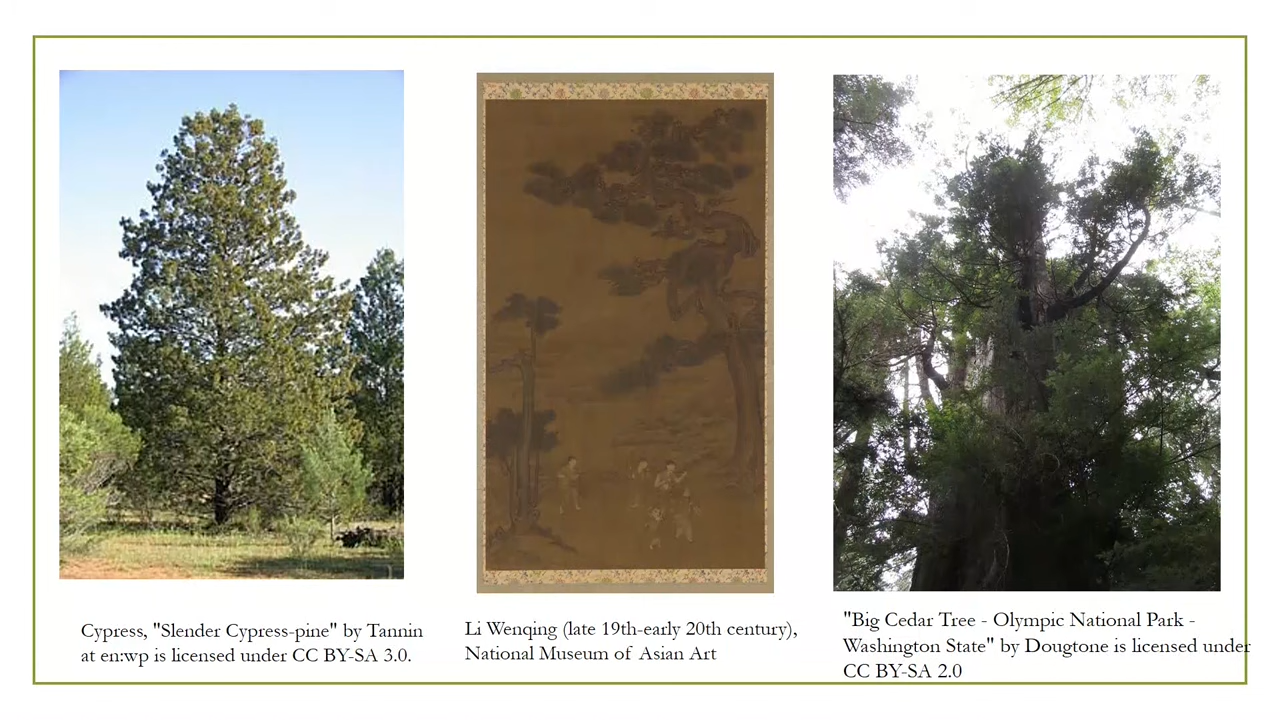 Cypress, "Slender Cypress-pine" by Tannin
at en:wp is licensed under CC BY-SA 3.0.
Li Wenqing (late 19th-early 20th century),
National Museum of Asian Art
"Big Cedar Tree - Olympic National Park -
Washington State" by Dougtone is licensed under
CC BY-SA 2.0